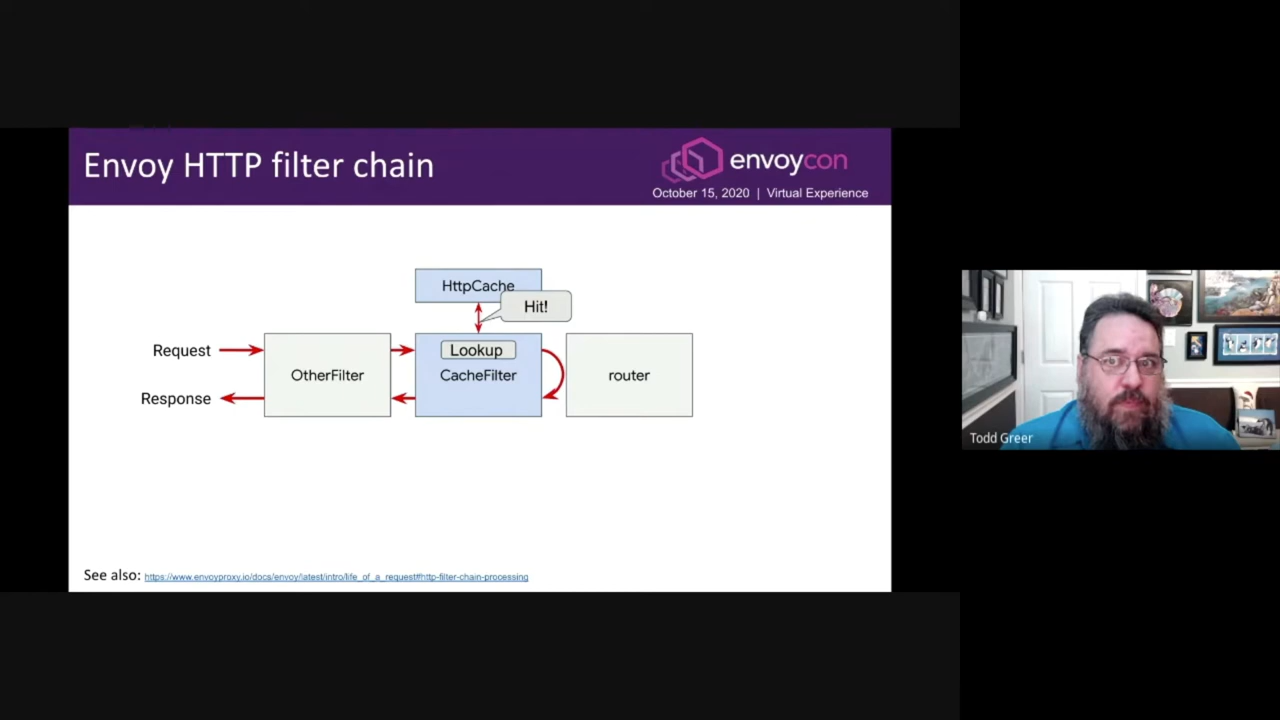 Envoy HTTP filter chain
envoycon
October 15, 2020 | Virtual Experience
HttpCache
Hit!
Request
Lookup
OtherFilter
CacheFilter
router
Response
Todd Greer
See also: https://www.envoyproxy.io/docs/envoy/latest/intro/life_of_a_request#http-filter-chain-processing